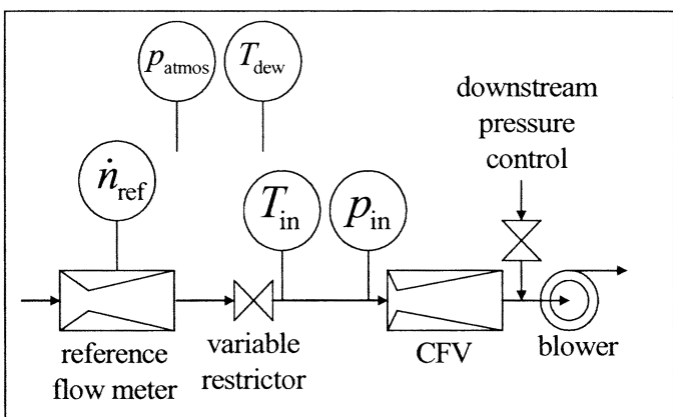 p_atmos
T_dew
downstream
pressure
control
ṅ_ref
T_in
p_in
reference
flow meter
variable
restrictor
CFV
blower